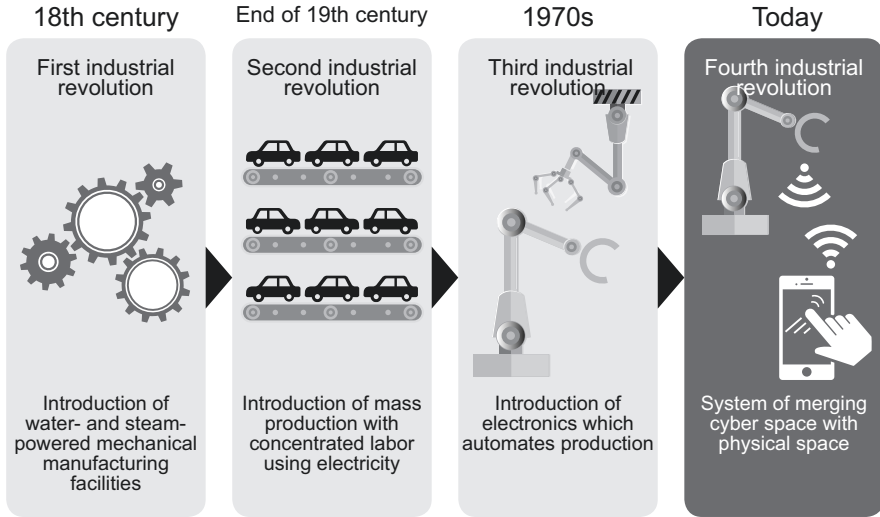 18th century
First industrial
revolution
Introduction of
water- and steam-
powered mechanical
manufacturing
facilities
End of 19th century
Second industrial
revolution
Introduction of mass
production with
concentrated labor
using electricity
1970s
Third industrial
revolution
Introduction of
electronics which
automates production
Today
Fourth industrial
revolution
System of merging
cyber space with
physical space